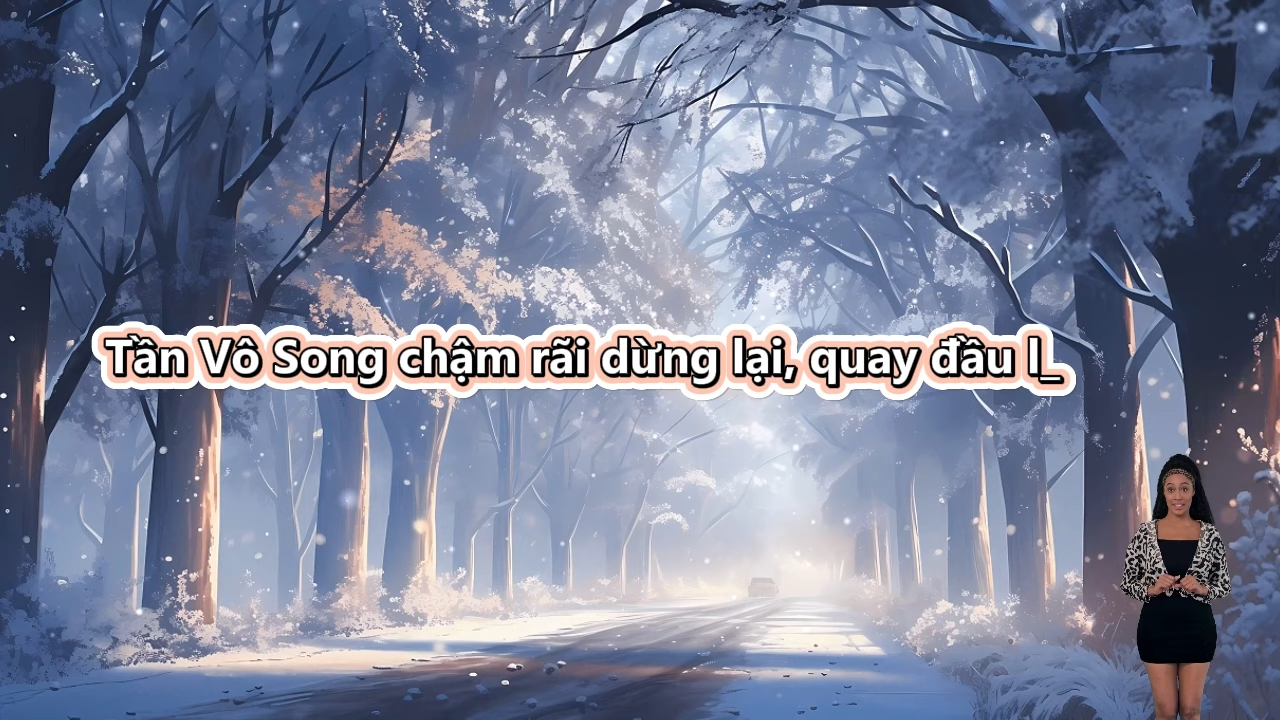 Tần Vô Song chậm rãi dừng lại, quay đầu l_